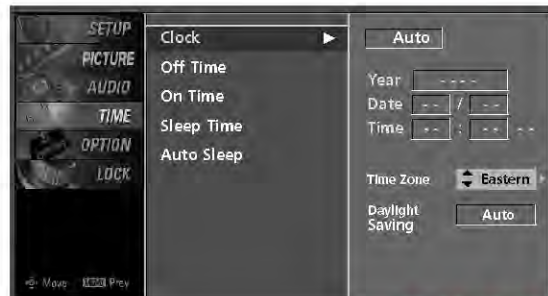 SETUP
PICTURE
AUDIO
TIME
OPTION
LOCK
Move MENU Prev
Clock ▶
Off Time
On Time
Sleep Time
Auto Sleep
Auto
Year - - - -
Date - - / - -
Time - - : - - - -
Time Zone Eastern
Daylight Saving Auto